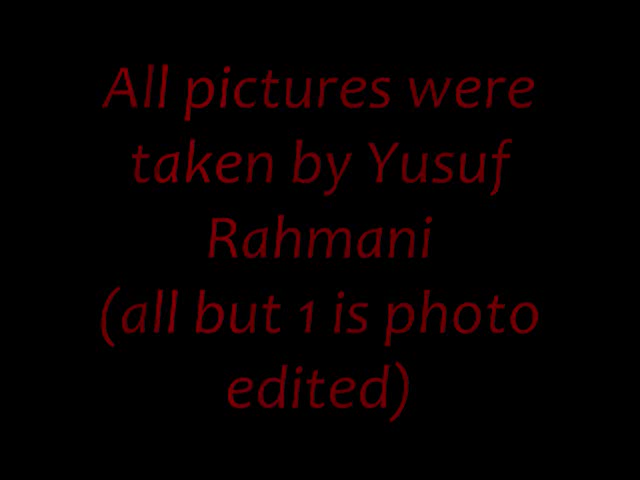 All pictures were
taken by Yusuf
Rahmani
(all but 1 is photo
edited)